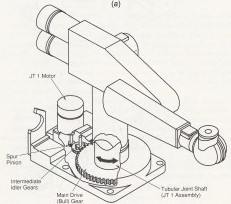 (a)
JT 1 Motor
Spur
Pinion
Intermediate
Idler Gears
Main Drive
(Bull) Gear
Tubular Joint Shaft
(JT 1 Assembly)